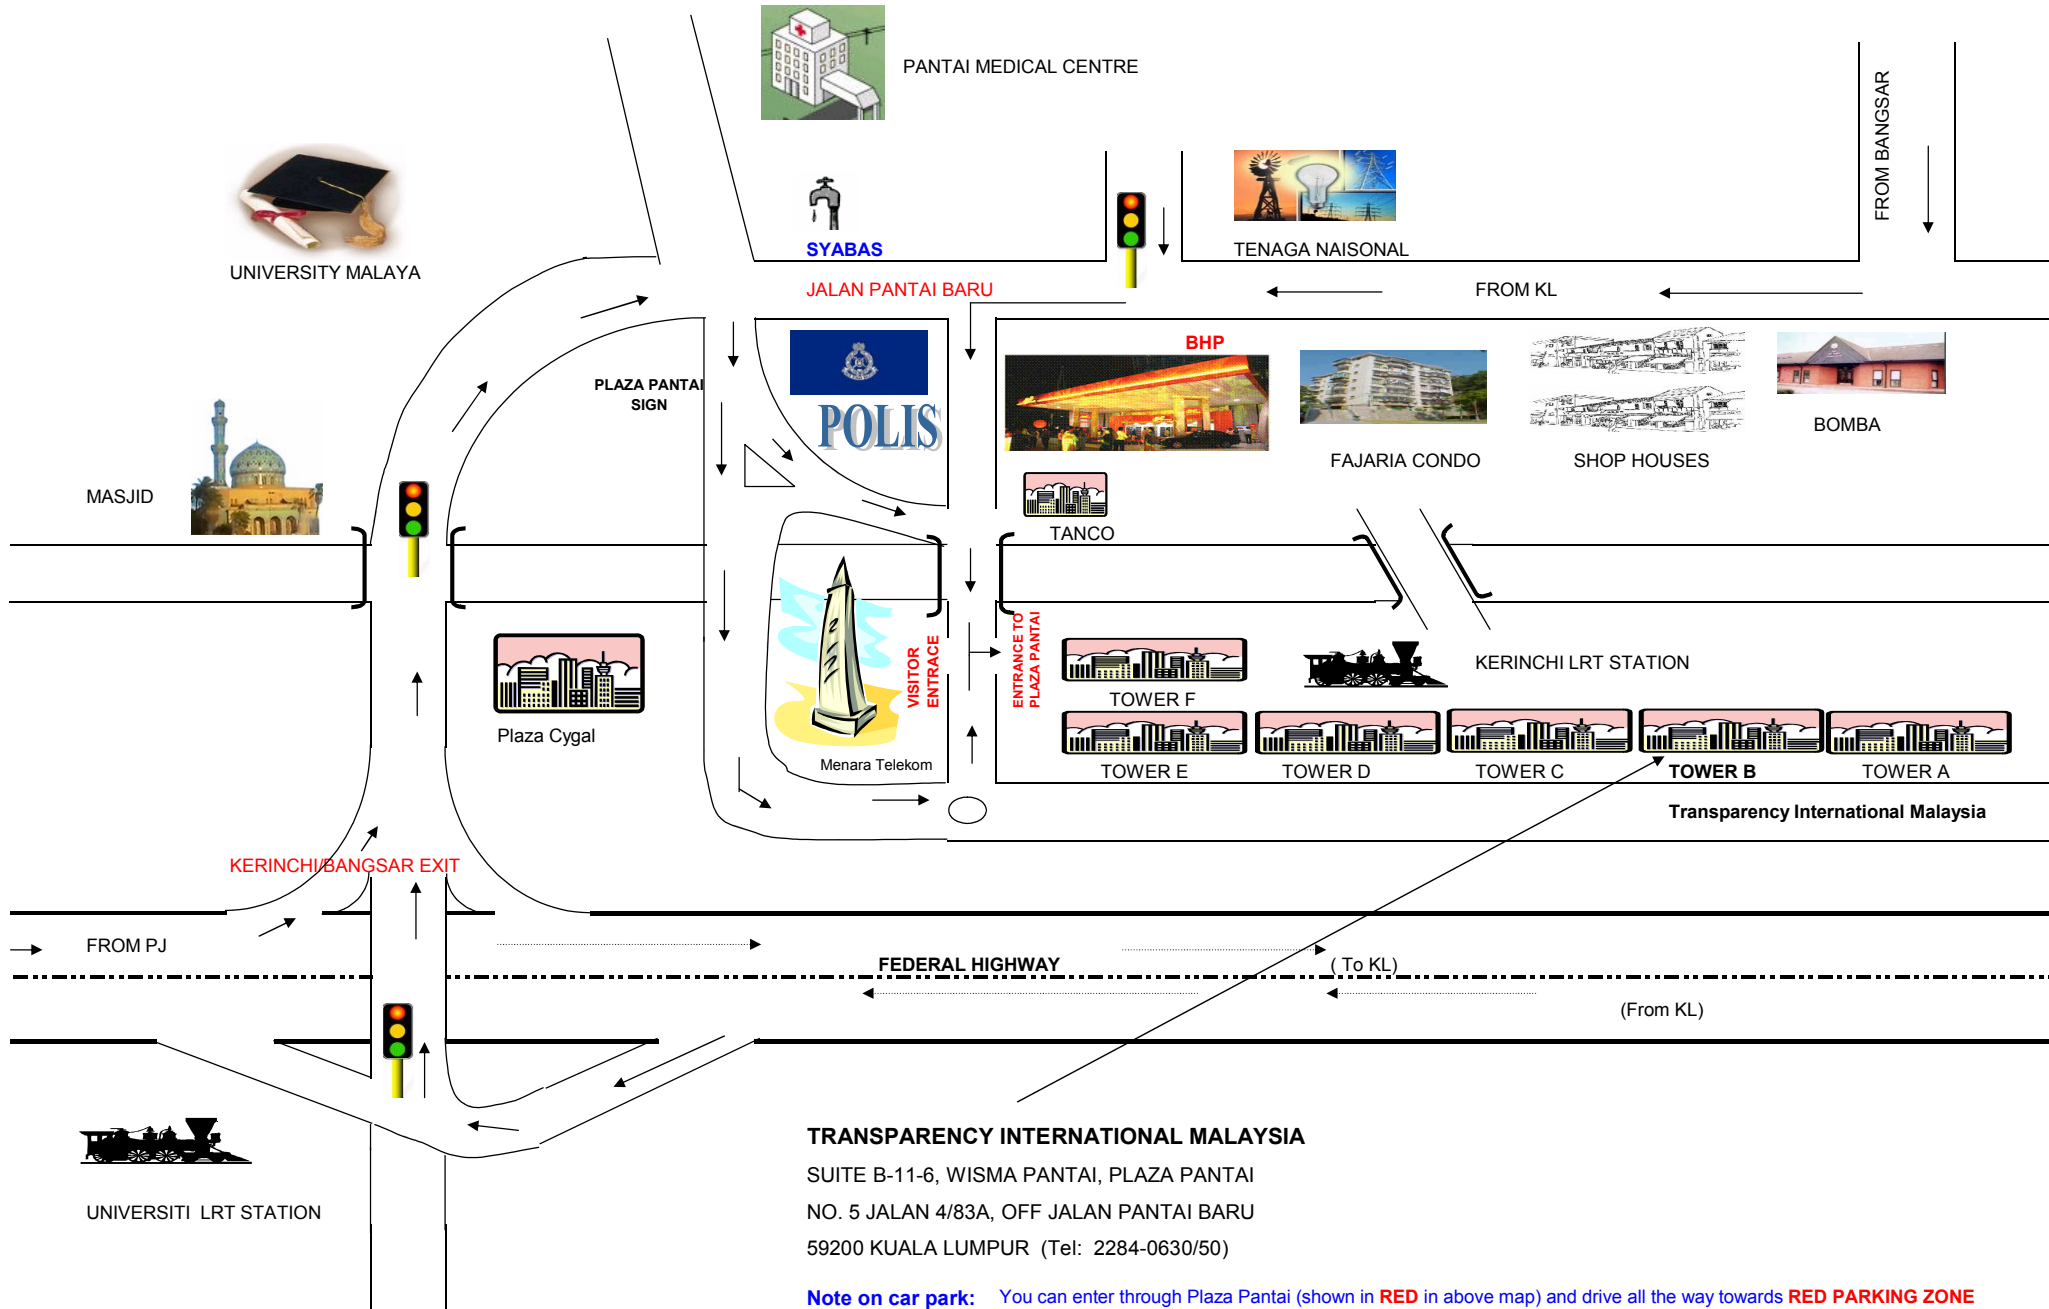 PANTAI MEDICAL CENTRE
FROM BANGSAR
UNIVERSITY MALAYA
SYABAS
TENAGA NAISONAL
JALAN PANTAI BARU
FROM KL
BHP
PLAZA PANTAI
SIGN
POLIS
FAJARIA CONDO
SHOP HOUSES
BOMBA
MASJID
TANCO
VISITOR
ENTRACE
ENTRANCE TO
PLAZA PANTAI
KERINCHI LRT STATION
TOWER F
Plaza Cygal
Menara Telekom
TOWER E
TOWER D
TOWER C
TOWER B
TOWER A
Transparency International Malaysia
KERINCHI/BANGSAR EXIT
FROM PJ
FEDERAL HIGHWAY
( To KL)
(From KL)
UNIVERSITI LRT STATION
TRANSPARENCY INTERNATIONAL MALAYSIA
SUITE B-11-6, WISMA PANTAI, PLAZA PANTAI
NO. 5 JALAN 4/83A, OFF JALAN PANTAI BARU
59200 KUALA LUMPUR (Tel: 2284-0630/50)
Note on car park: You can enter through Plaza Pantai (shown in RED in above map) and drive all the way towards RED PARKING ZONE